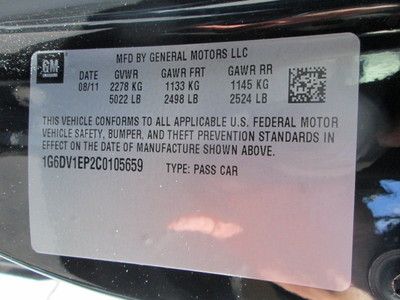 GM
MFD BY GENERAL MOTORS LLC
DATE GVWR GAWR FRT GAWR RR
08/11 2278 KG 1133 KG 1145 KG
5022 LB 2498 LB 2524 LB
THIS VEHICLE CONFORMS TO ALL APPLICABLE U.S. FEDERAL MOTOR
VEHICLE SAFETY, BUMPER, AND THEFT PREVENTION STANDARDS
IN EFFECT ON THE DATE OF MANUFACTURE SHOWN ABOVE.
1G6DV1EP2C0105659 TYPE: PASS CAR